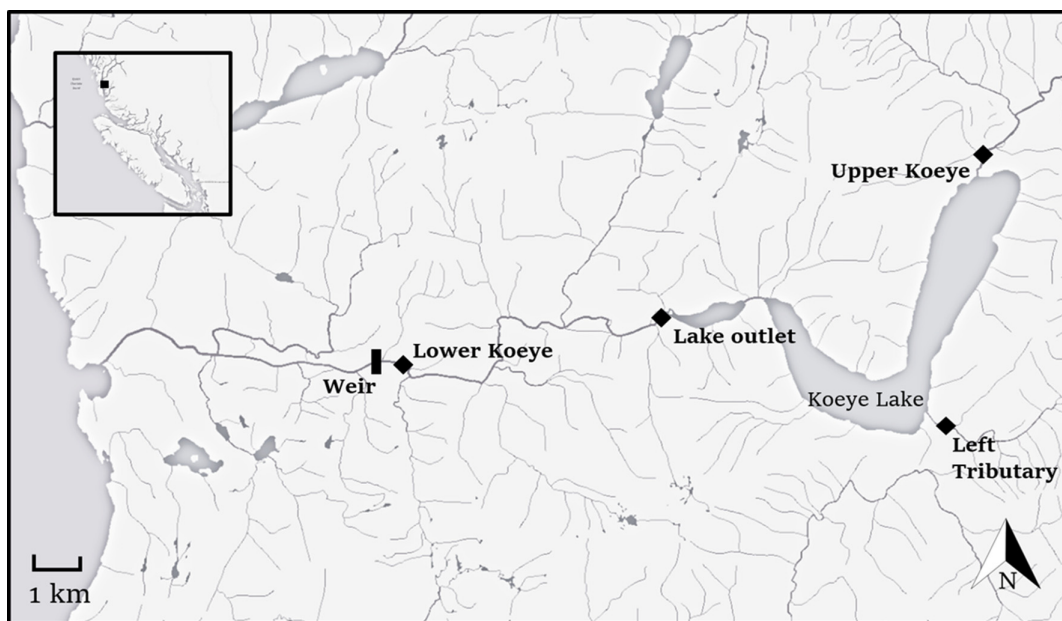 Upper Koeye
Lake outlet
Lower Koeye
Weir
Koeye Lake
Left
Tributary
1 km
N